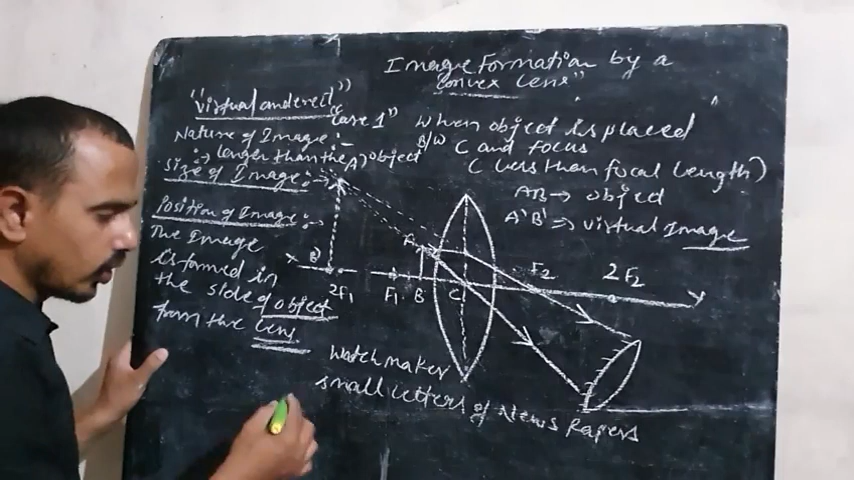 Image Formation by a
convex lens"
"Virtual and erect"
Case 1"
When object is placed
B/W C and focus
( less than focal length)
AB → object
A'B' ⇒ virtual Image
Nature of Image :-
:→ longer than the object
Size of Image :→
Position of Image :→
The Image
is formed in
the side of object
from the lens
A'
A
X
B'
2F1
F1
B
C
F2
2F2
Y
Watch maker
small letters of News Papers